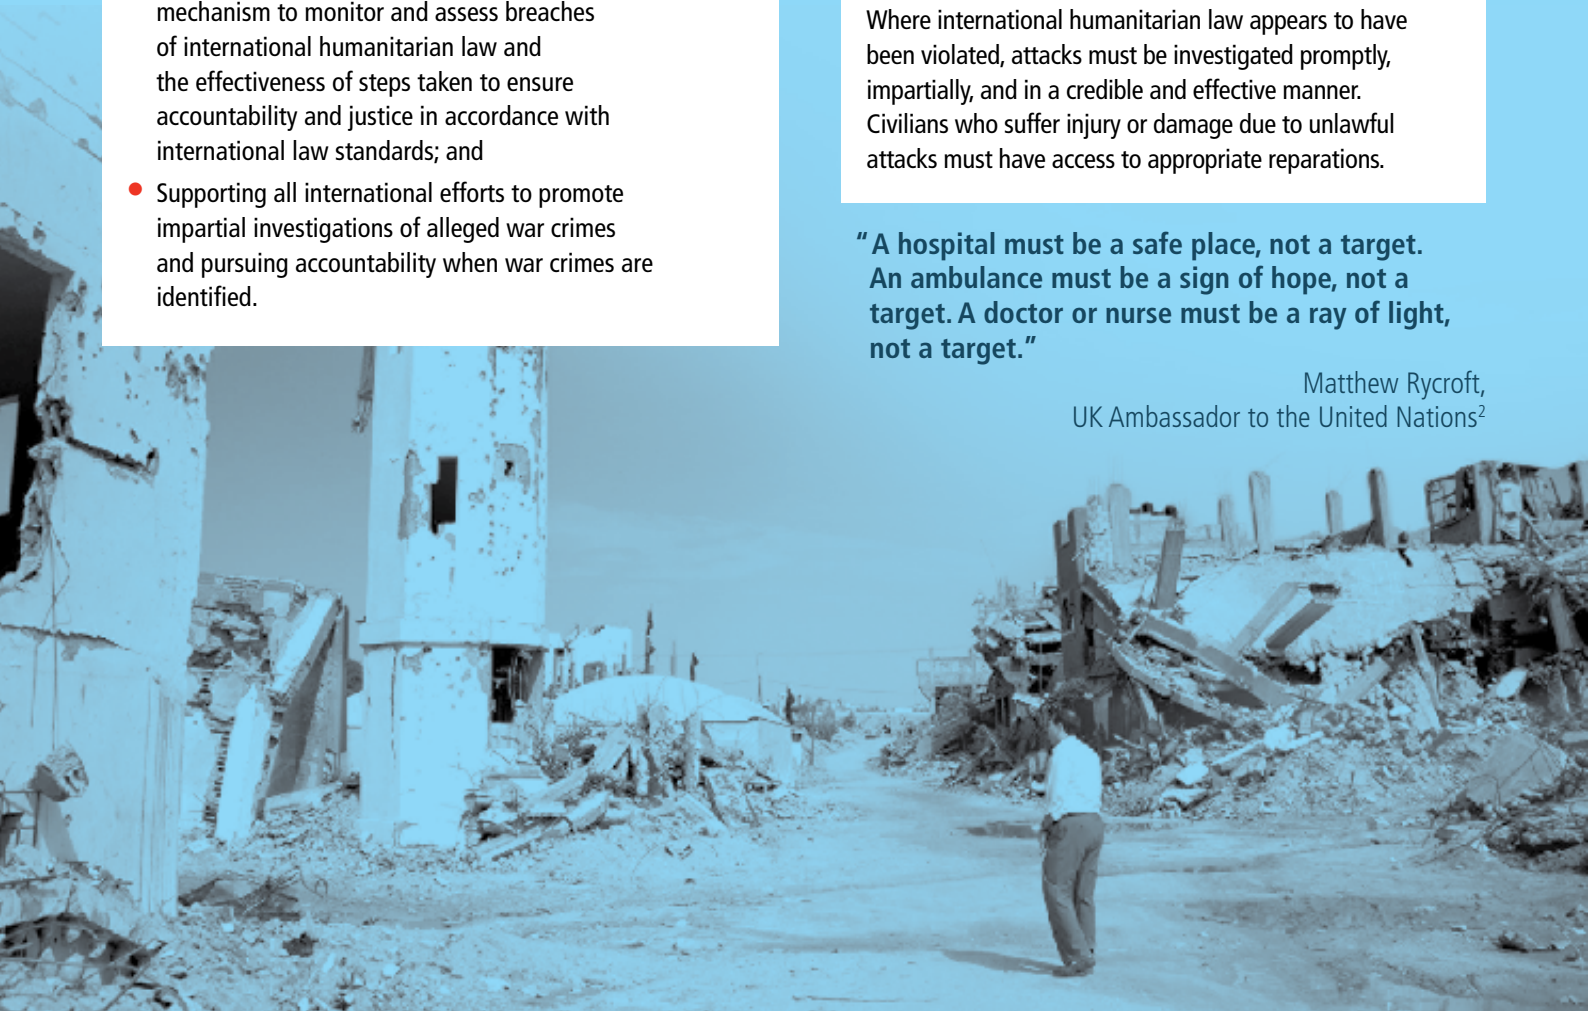 mechanism to monitor and assess breaches
of international humanitarian law and
the effectiveness of steps taken to ensure
accountability and justice in accordance with
international law standards; and
• Supporting all international efforts to promote
impartial investigations of alleged war crimes
and pursuing accountability when war crimes are
identified.
Where international humanitarian law appears to have
been violated, attacks must be investigated promptly,
impartially, and in a credible and effective manner.
Civilians who suffer injury or damage due to unlawful
attacks must have access to appropriate reparations.
“A hospital must be a safe place, not a target.
An ambulance must be a sign of hope, not a
target. A doctor or nurse must be a ray of light,
not a target.”
Matthew Rycroft,
UK Ambassador to the United Nations²